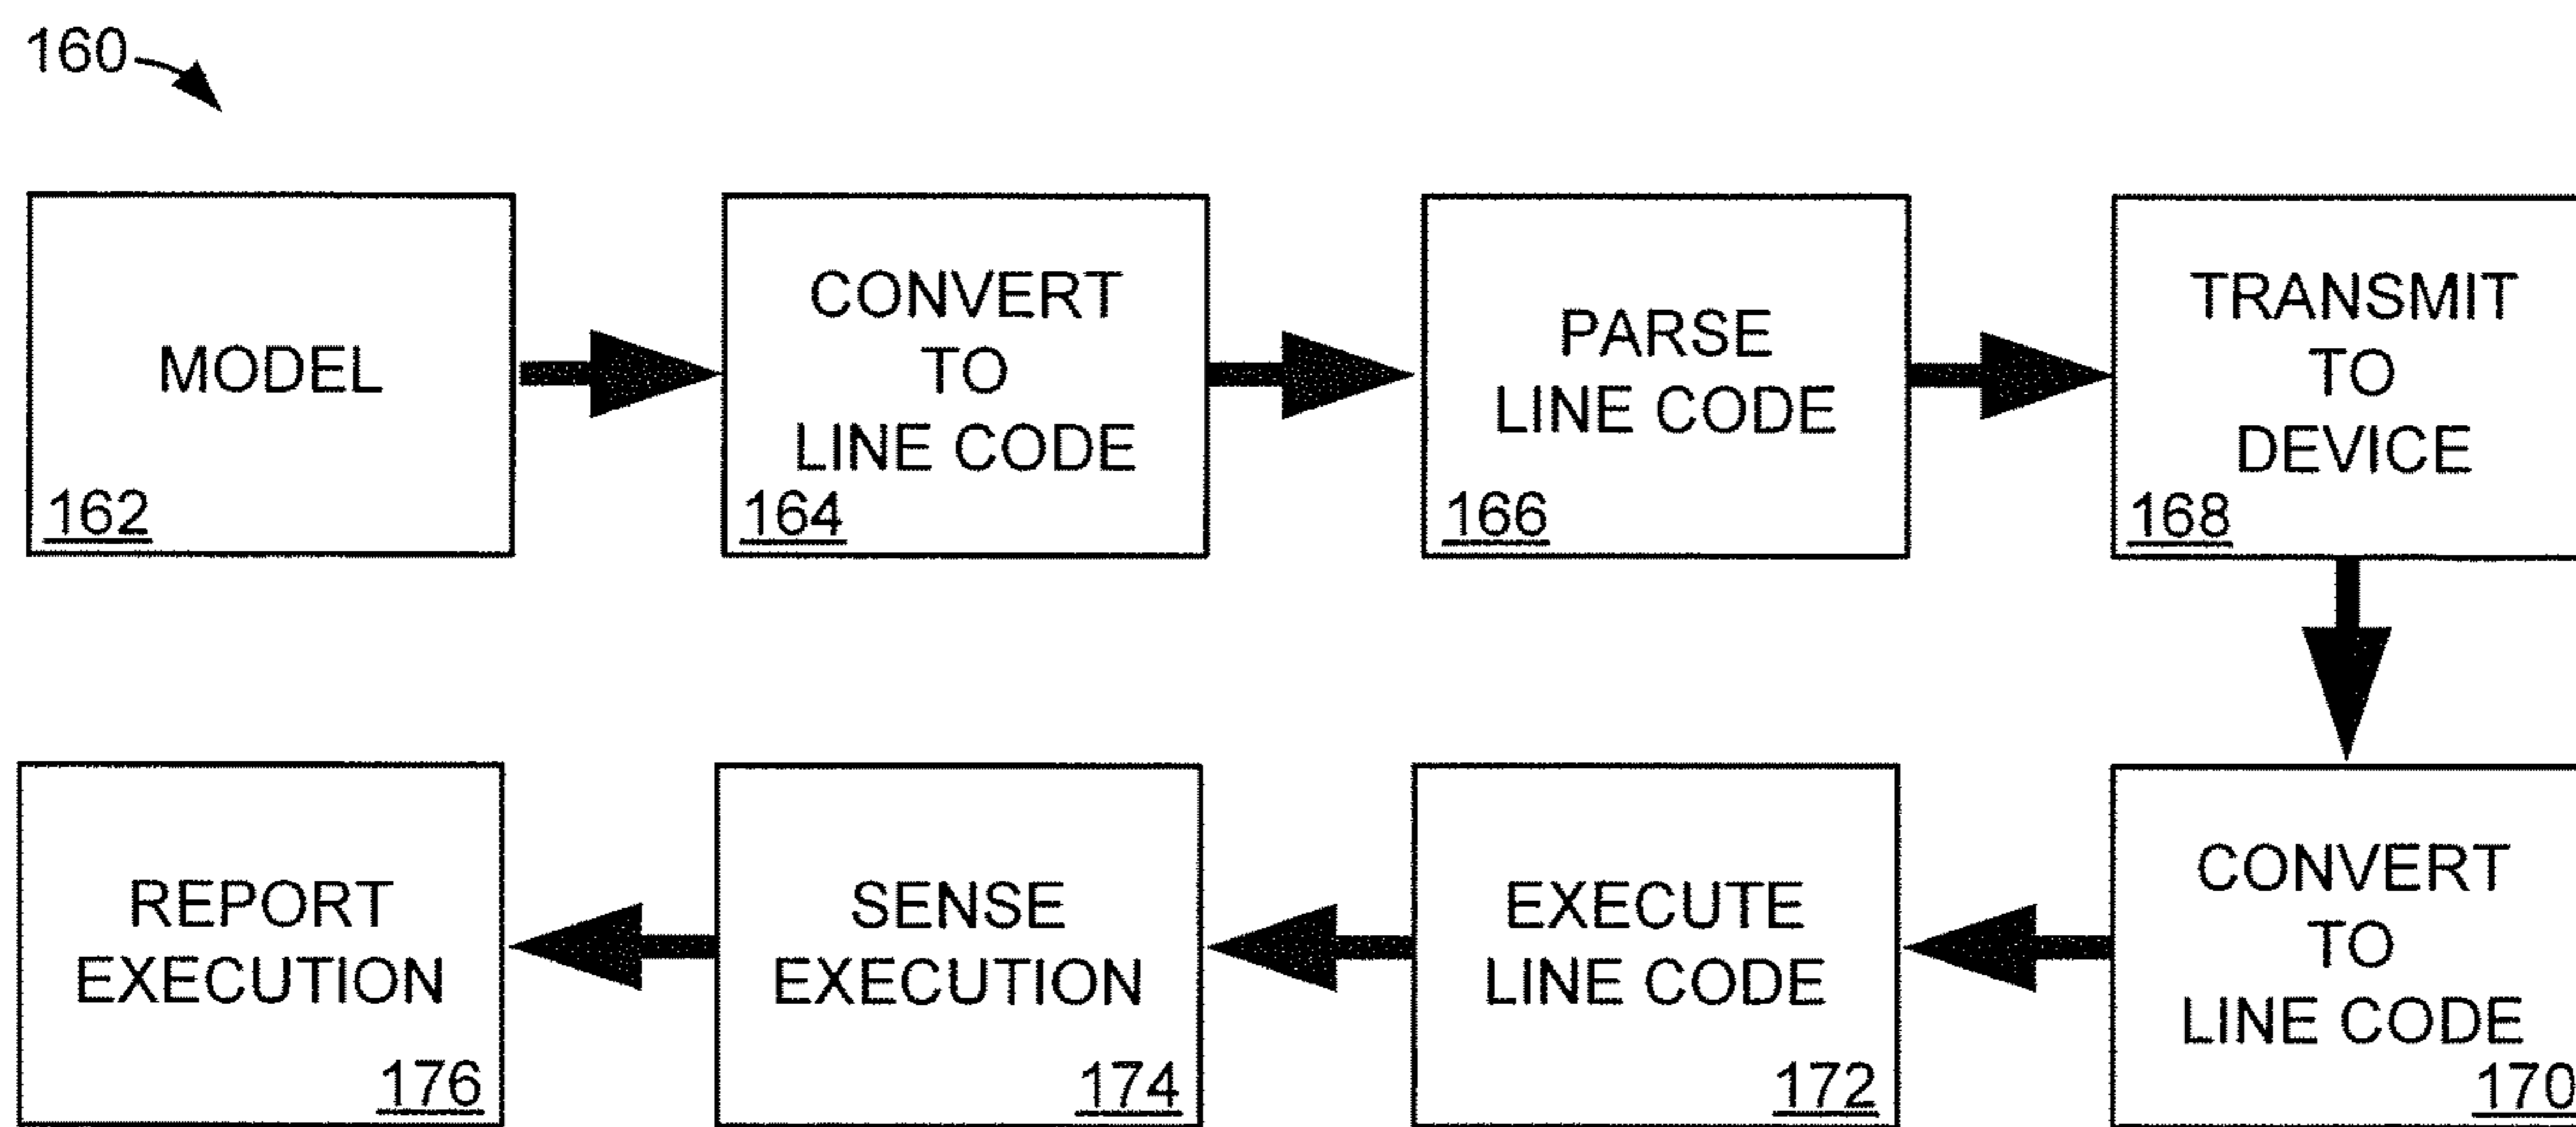 160
MODEL
162
CONVERT
TO
LINE CODE
164
PARSE
LINE CODE
166
TRANSMIT
TO
DEVICE
168
CONVERT
TO
LINE CODE
170
EXECUTE
LINE CODE
172
SENSE
EXECUTION
174
REPORT
EXECUTION
176